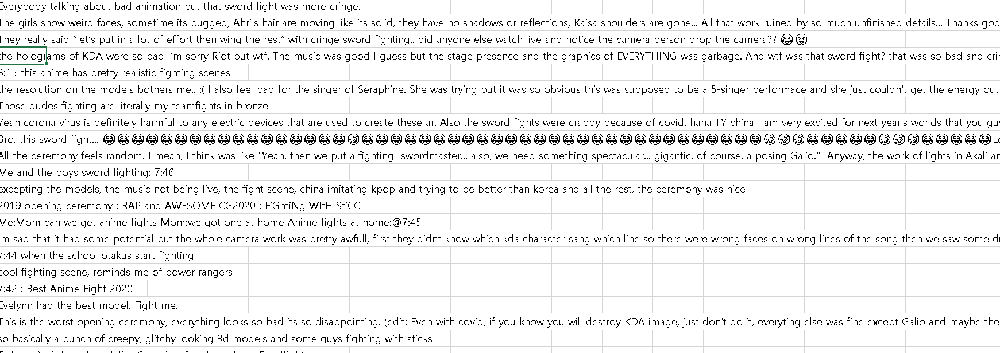 Everybody talking about bad animation but that sword fight was more cringe.
The girls show weird faces, sometime its bugged, Ahri's hair are moving like its solid, they have no shadows or reflections, Kaisa shoulders are gone... All that work ruined by so much unfinished details... Thanks god
They really said “let’s put in a lot of effort then wing the rest” with cringe sword fighting.. did anyone else watch live and notice the camera person drop the camera?? 😂😆
the holograms of KDA were so bad I’m sorry Riot but wtf. The music was good I guess but the stage presence and the graphics of EVERYTHING was garbage. And wtf was that sword fight? that was so bad and cri
3:15 this anime has pretty realistic fighting scenes
the resolution on the models bothers me.. :( I also feel bad for the singer of Seraphine. She was trying but it was so obvious this was supposed to be a 5-singer performace and she just couldn't get the energy out
Those dudes fighting are literally my teamfights in bronze
Yeah corona virus is definitely harmful to any electric devices that are used to create these ar. Also the sword fights were crappy because of covid. haha TY china I am very excited for next year's worlds that you gu
Bro, this sword fight... 😂😂😂😂😂😂😂😂😂😂😂😂😂😂😂😂😂🤣😂😂😂😂😂😂😂😂😂😂😂😂😂😂😂😂😂😂😂😂😂😂😂😂😂😂😂😂🤣🤣🤣😂😂😂😂😂🤣🤣🤣😂😂😂😂😂 L
All the ceremony feels random. I mean, I think was like "Yeah, then we put a fighting  swordmaster... also, we need something spectacular... gigantic, of course, a posing Galio."  Anyway, the work of lights in Akali a
Me and the boys sword fighting: 7:46
excepting the models, the music not being live, the fight scene, china imitating kpop and trying to be better than korea and all the rest, the ceremony was nice
2019 opening ceremony : RAP and AWESOME CG2020 : FiGhtiNg WItH StiCC
Me:Mom can we get anime fights Mom:we got one at home Anime fights at home:@7:45
im sad that it had some potential but the whole camera work was pretty awfull, first they didnt know which kda character sang which line so there were wrong faces on wrong lines of the song then we saw some d
7:44 when the school otakus start fighting
cool fighting scene, reminds me of power rangers
7:42 : Best Anime Fight 2020
Evelynn had the best model. Fight me.
This is the worst opening ceremony, everything looks so bad its so disappointing. (edit: Even with covid, if you know you will destroy KDA image, just don't do it, everyting else was fine except Galio and maybe the
so basically a bunch of creepy, glitchy looking 3d models and some guys fighting with sticks